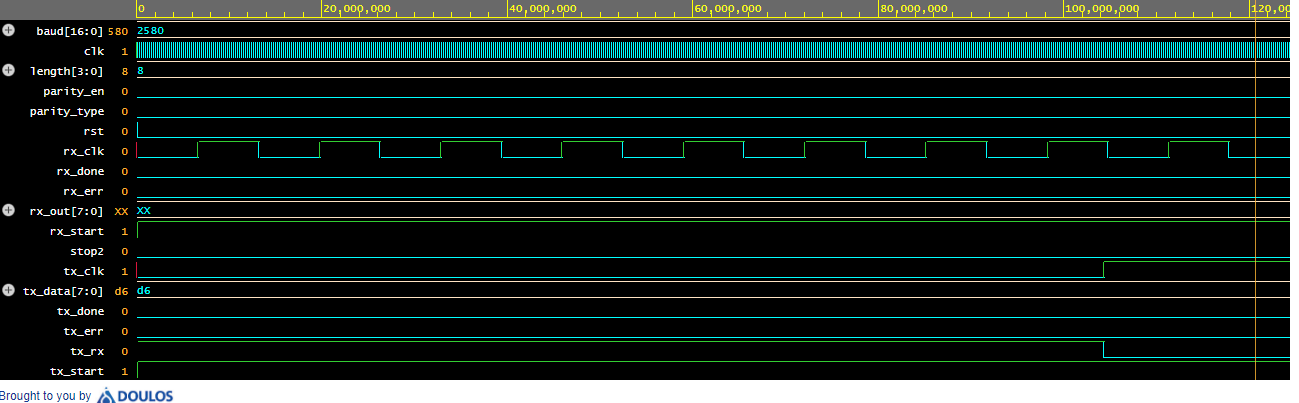 0 20,000,000 40,000,000 60,000,000 80,000,000 100,000,000 120,0
baud[16:0] 580 2580
clk 1
length[3:0] 8 8
parity_en 0
parity_type 0
rst 0
rx_clk 0
rx_done 0
rx_err 0
rx_out[7:0] XX XX
rx_start 1
stop2 0
tx_clk 1
tx_data[7:0] d6 d6
tx_done 0
tx_err 0
tx_rx 0
tx_start 1
Brought to you by DOULOS